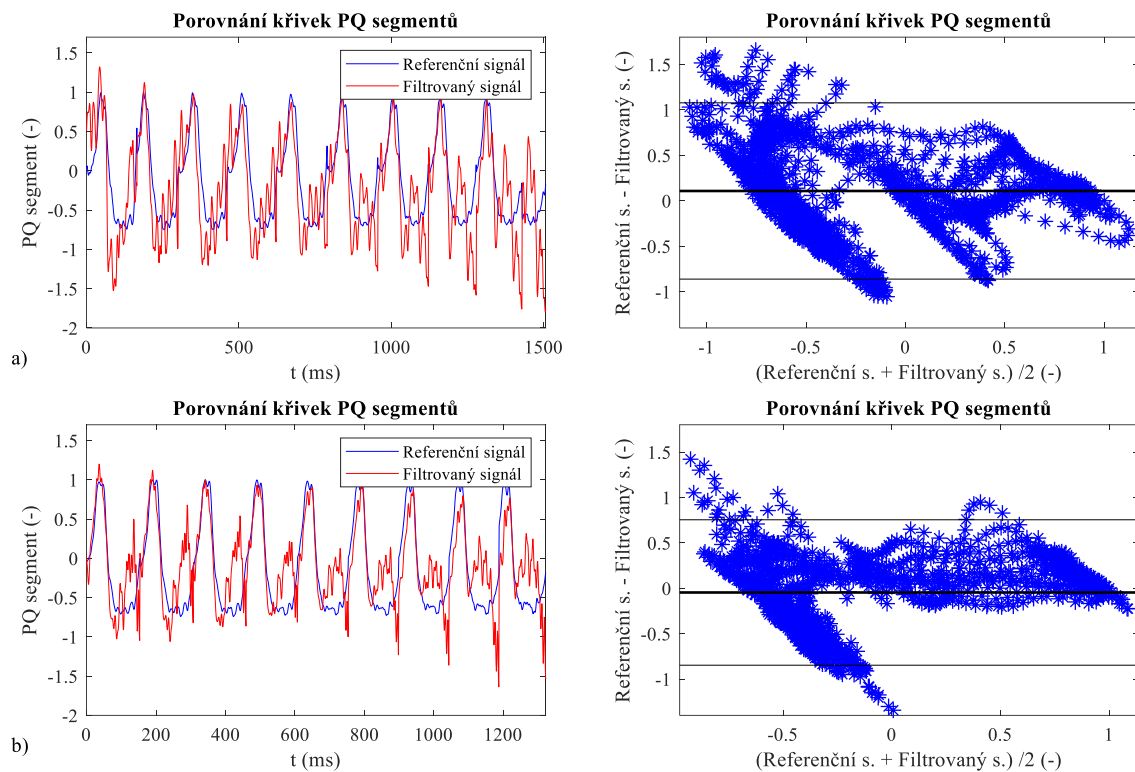 Porovnání křivek PQ segmentů
Porovnání křivek PQ segmentů
1.5
1
0.5
0
-0.5
-1
-1.5
-2
PQ segment (-)
Referenční signál
Filtrovaný signál
0
500
1000
1500
t (ms)
a)
1.5
1
0.5
0
-0.5
-1
Referenční s. - Filtrovaný s. (-)
-1
-0.5
0
0.5
1
(Referenční s. + Filtrovaný s.) /2 (-)
Porovnání křivek PQ segmentů
Porovnání křivek PQ segmentů
1.5
1
0.5
0
-0.5
-1
-1.5
-2
PQ segment (-)
Referenční signál
Filtrovaný signál
0
200
400
600
800
1000
1200
t (ms)
b)
1.5
1
0.5
0
-0.5
-1
Referenční s. - Filtrovaný s. (-)
-0.5
0
0.5
1
(Referenční s. + Filtrovaný s.) /2 (-)